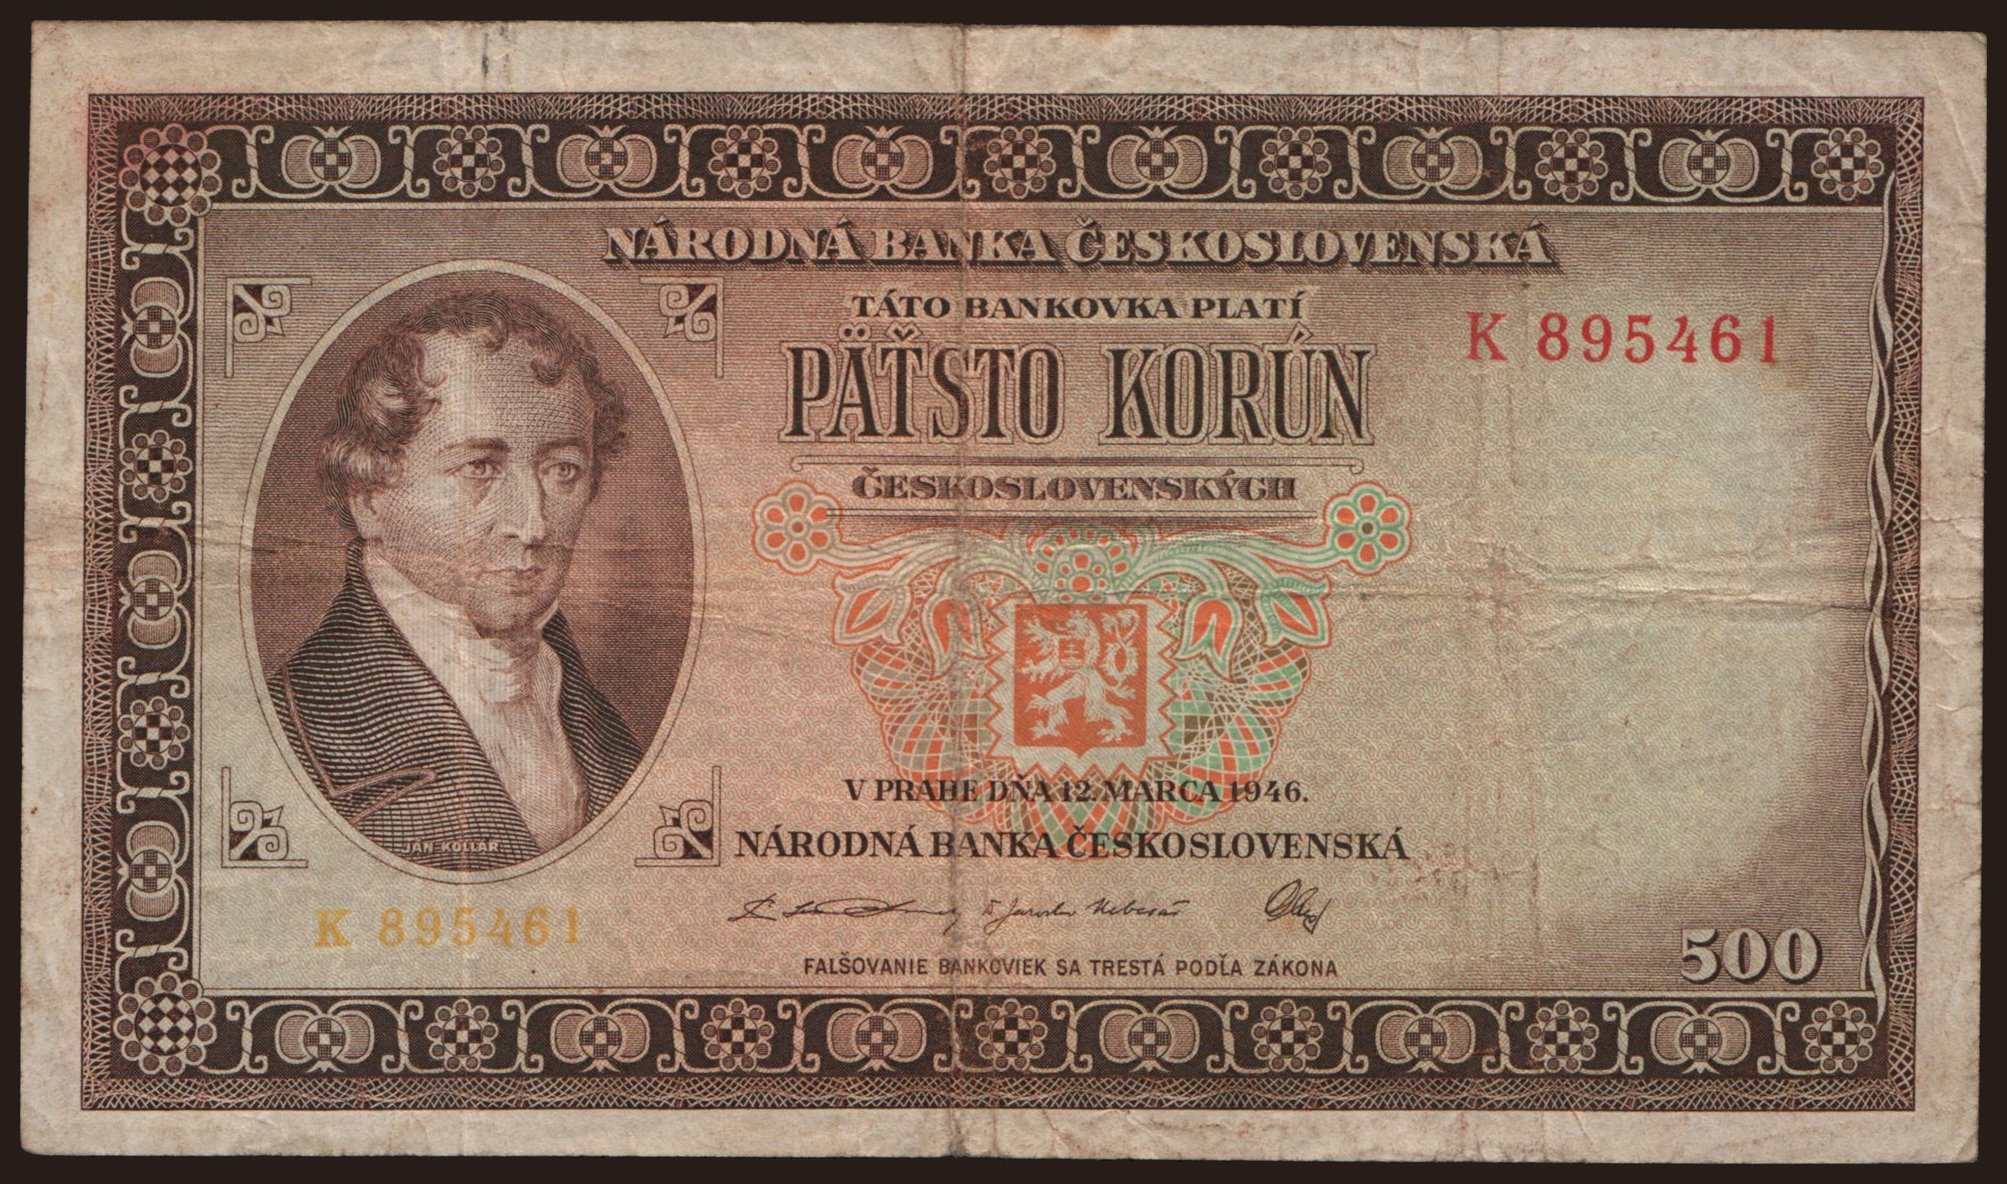 NÁRODNÁ BANKA ČESKOSLOVENSKÁ
TÁTO BANKOVKA PLATÍ
K 895461
PÄŤSTO KORÚN
ČESKOSLOVENSKÝCH
V PRAHE DŇA 12. MARCA 1946.
JÁN KOLLÁR
NÁRODNÁ BANKA ČESKOSLOVENSKÁ
K 895461
500
FALŠOVANIE BANKOVIEK SA TRESTÁ PODĽA ZÁKONA